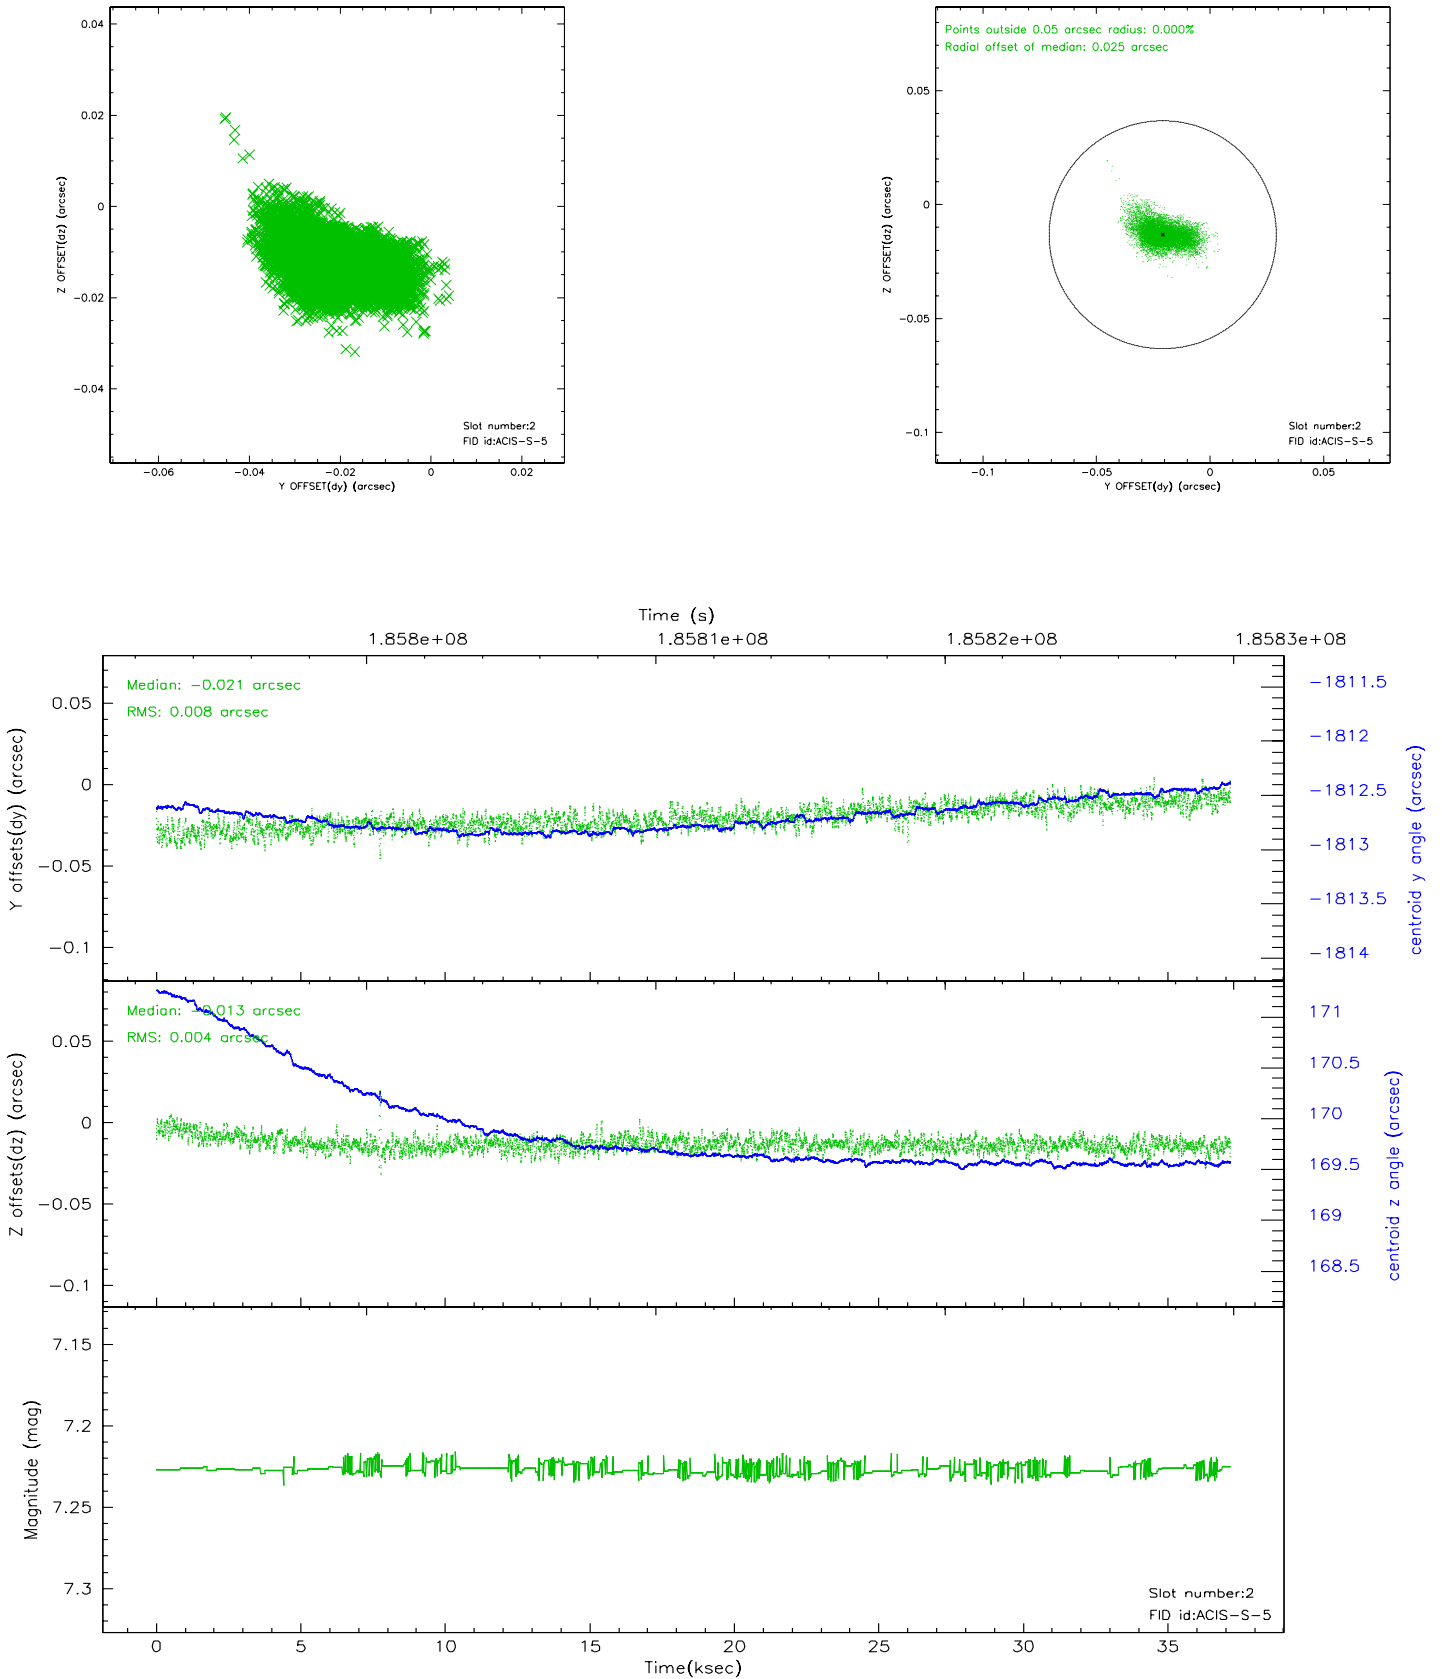 0.04
0.02
0
−0.02
−0.04
Z OFFSET(dz) (arcsec)
Slot number:2
FID id:ACIS−S−5
−0.06 −0.04 −0.02 0 0.02
Y OFFSET(dy) (arcsec)
Points outside 0.05 arcsec radius: 0.000%
Radial offset of median: 0.025 arcsec
0.05
0
−0.05
−0.1
Z OFFSET(dz) (arcsec)
Slot number:2
FID id:ACIS−S−5
−0.1 −0.05 0 0.05
Y OFFSET(dy) (arcsec)
Time (s)
1.858e+08 1.8581e+08 1.8582e+08 1.8583e+08
Median: −0.021 arcsec
RMS: 0.008 arcsec
0.05
0
−0.05
−0.1
Y offsets(dy) (arcsec)
−1811.5
−1812
−1812.5
−1813
−1813.5
−1814
centroid y angle (arcsec)
Median: −0.013 arcsec
RMS: 0.004 arcsec
0.05
0
−0.05
−0.1
Z offsets(dz) (arcsec)
171
170.5
170
169.5
169
168.5
centroid z angle (arcsec)
7.15
7.2
7.25
7.3
Magnitude (mag)
Slot number:2
FID id:ACIS−S−5
0 5 10 15 20 25 30 35
Time(ksec)